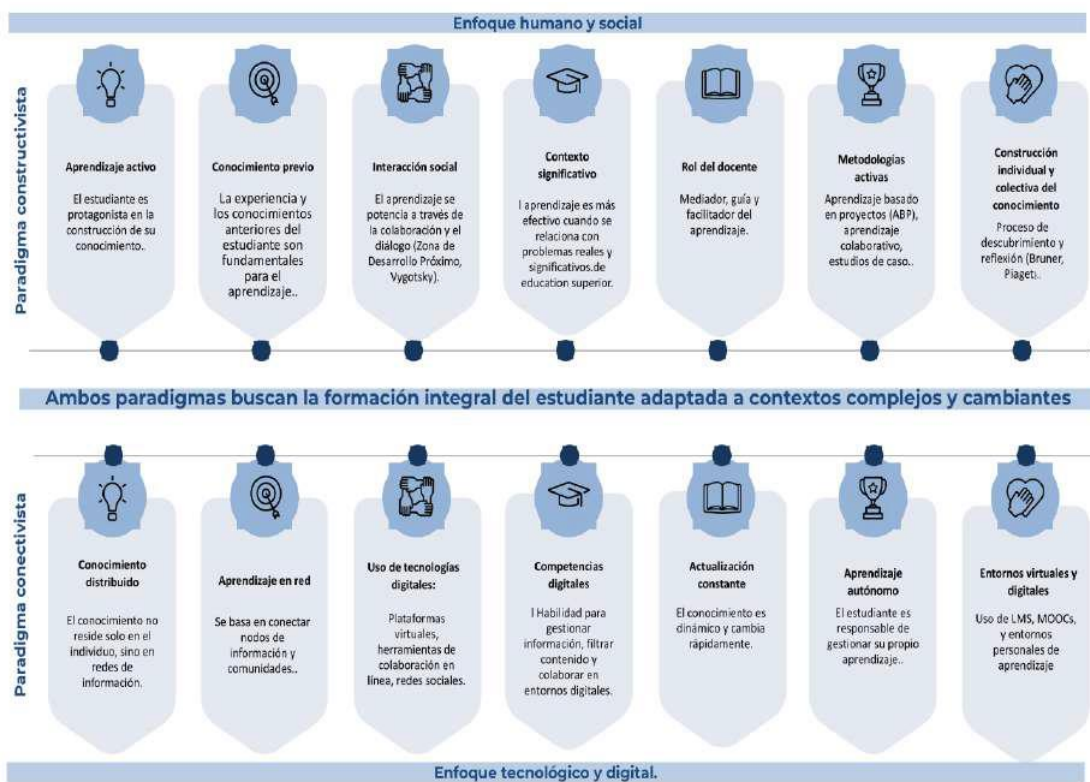 Enfoque humano y social
Paradigma constructivista
Aprendizaje activo
El estudiante es
protagonista en la
construcción de su
conocimiento..
Conocimiento previo
La experiencia y
los conocimientos
anteriores del
estudiante son
fundamentales
para el
aprendizaje..
Interacción social
El aprendizaje se
potencia a través de
la colaboración y el
diálogo (Zona de
Desarrollo Próximo,
Vygotsky).
Contexto
significativo
l aprendizaje es más
efectivo cuando se
relaciona con
problemas reales y
significativos.de
education superior.
Rol del docente
Mediador, guía y
facilitador del
aprendizaje.
Metodologías
activas
Aprendizaje basado
en proyectos (ABP),
aprendizaje
colaborativo,
estudios de caso..
Construcción
individual y
colectiva del
conocimiento
Proceso de
descubrimiento y
reflexión (Bruner,
Piaget)..
Ambos paradigmas buscan la formación integral del estudiante adaptada a contextos complejos y cambiantes
Paradigma conectivista
Conocimiento
distribuido
El conocimiento no
reside solo en el
individuo, sino en
redes de
información.
Aprendizaje en red
Se basa en conectar
nodos de
información y
comunidades..
Uso de tecnologías
digitales:
Plataformas
virtuales,
herramientas de
colaboración en
línea, redes sociales.
Competencias
digitales
l Habilidad para
gestionar
información, filtrar
contenido y
colaborar en
entornos digitales.
Actualización
constante
El conocimiento es
dinámico y cambia
rápidamente.
Aprendizaje
autónomo
El estudiante es
responsable de
gestionar su propio
aprendizaje..
Entornos virtuales y
digitales
Uso de LMS, MOOCs,
y entornos
personales de
aprendizaje
Enfoque tecnológico y digital.